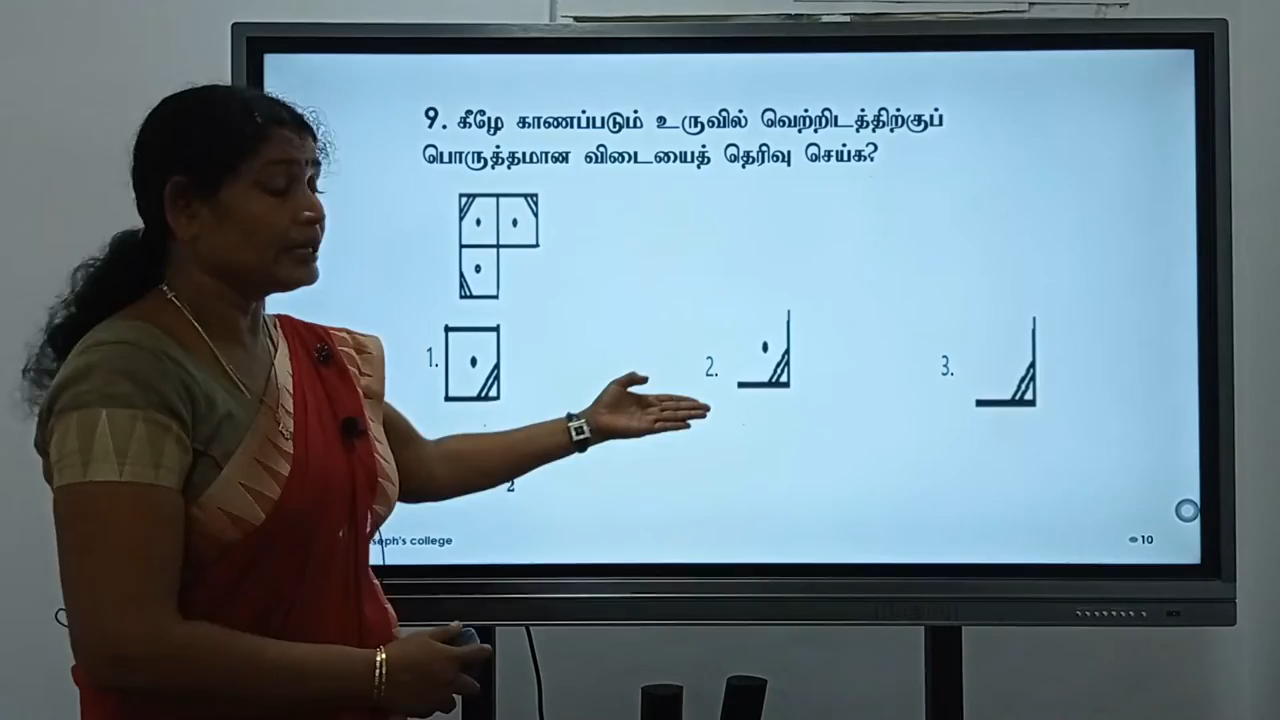 9. கீழே காணப்படும் உருவில் வெற்றிடத்திற்குப்
பொருத்தமான விடையைத் தெரிவு செய்க?
1.
2.
3.
2
seph's college
10